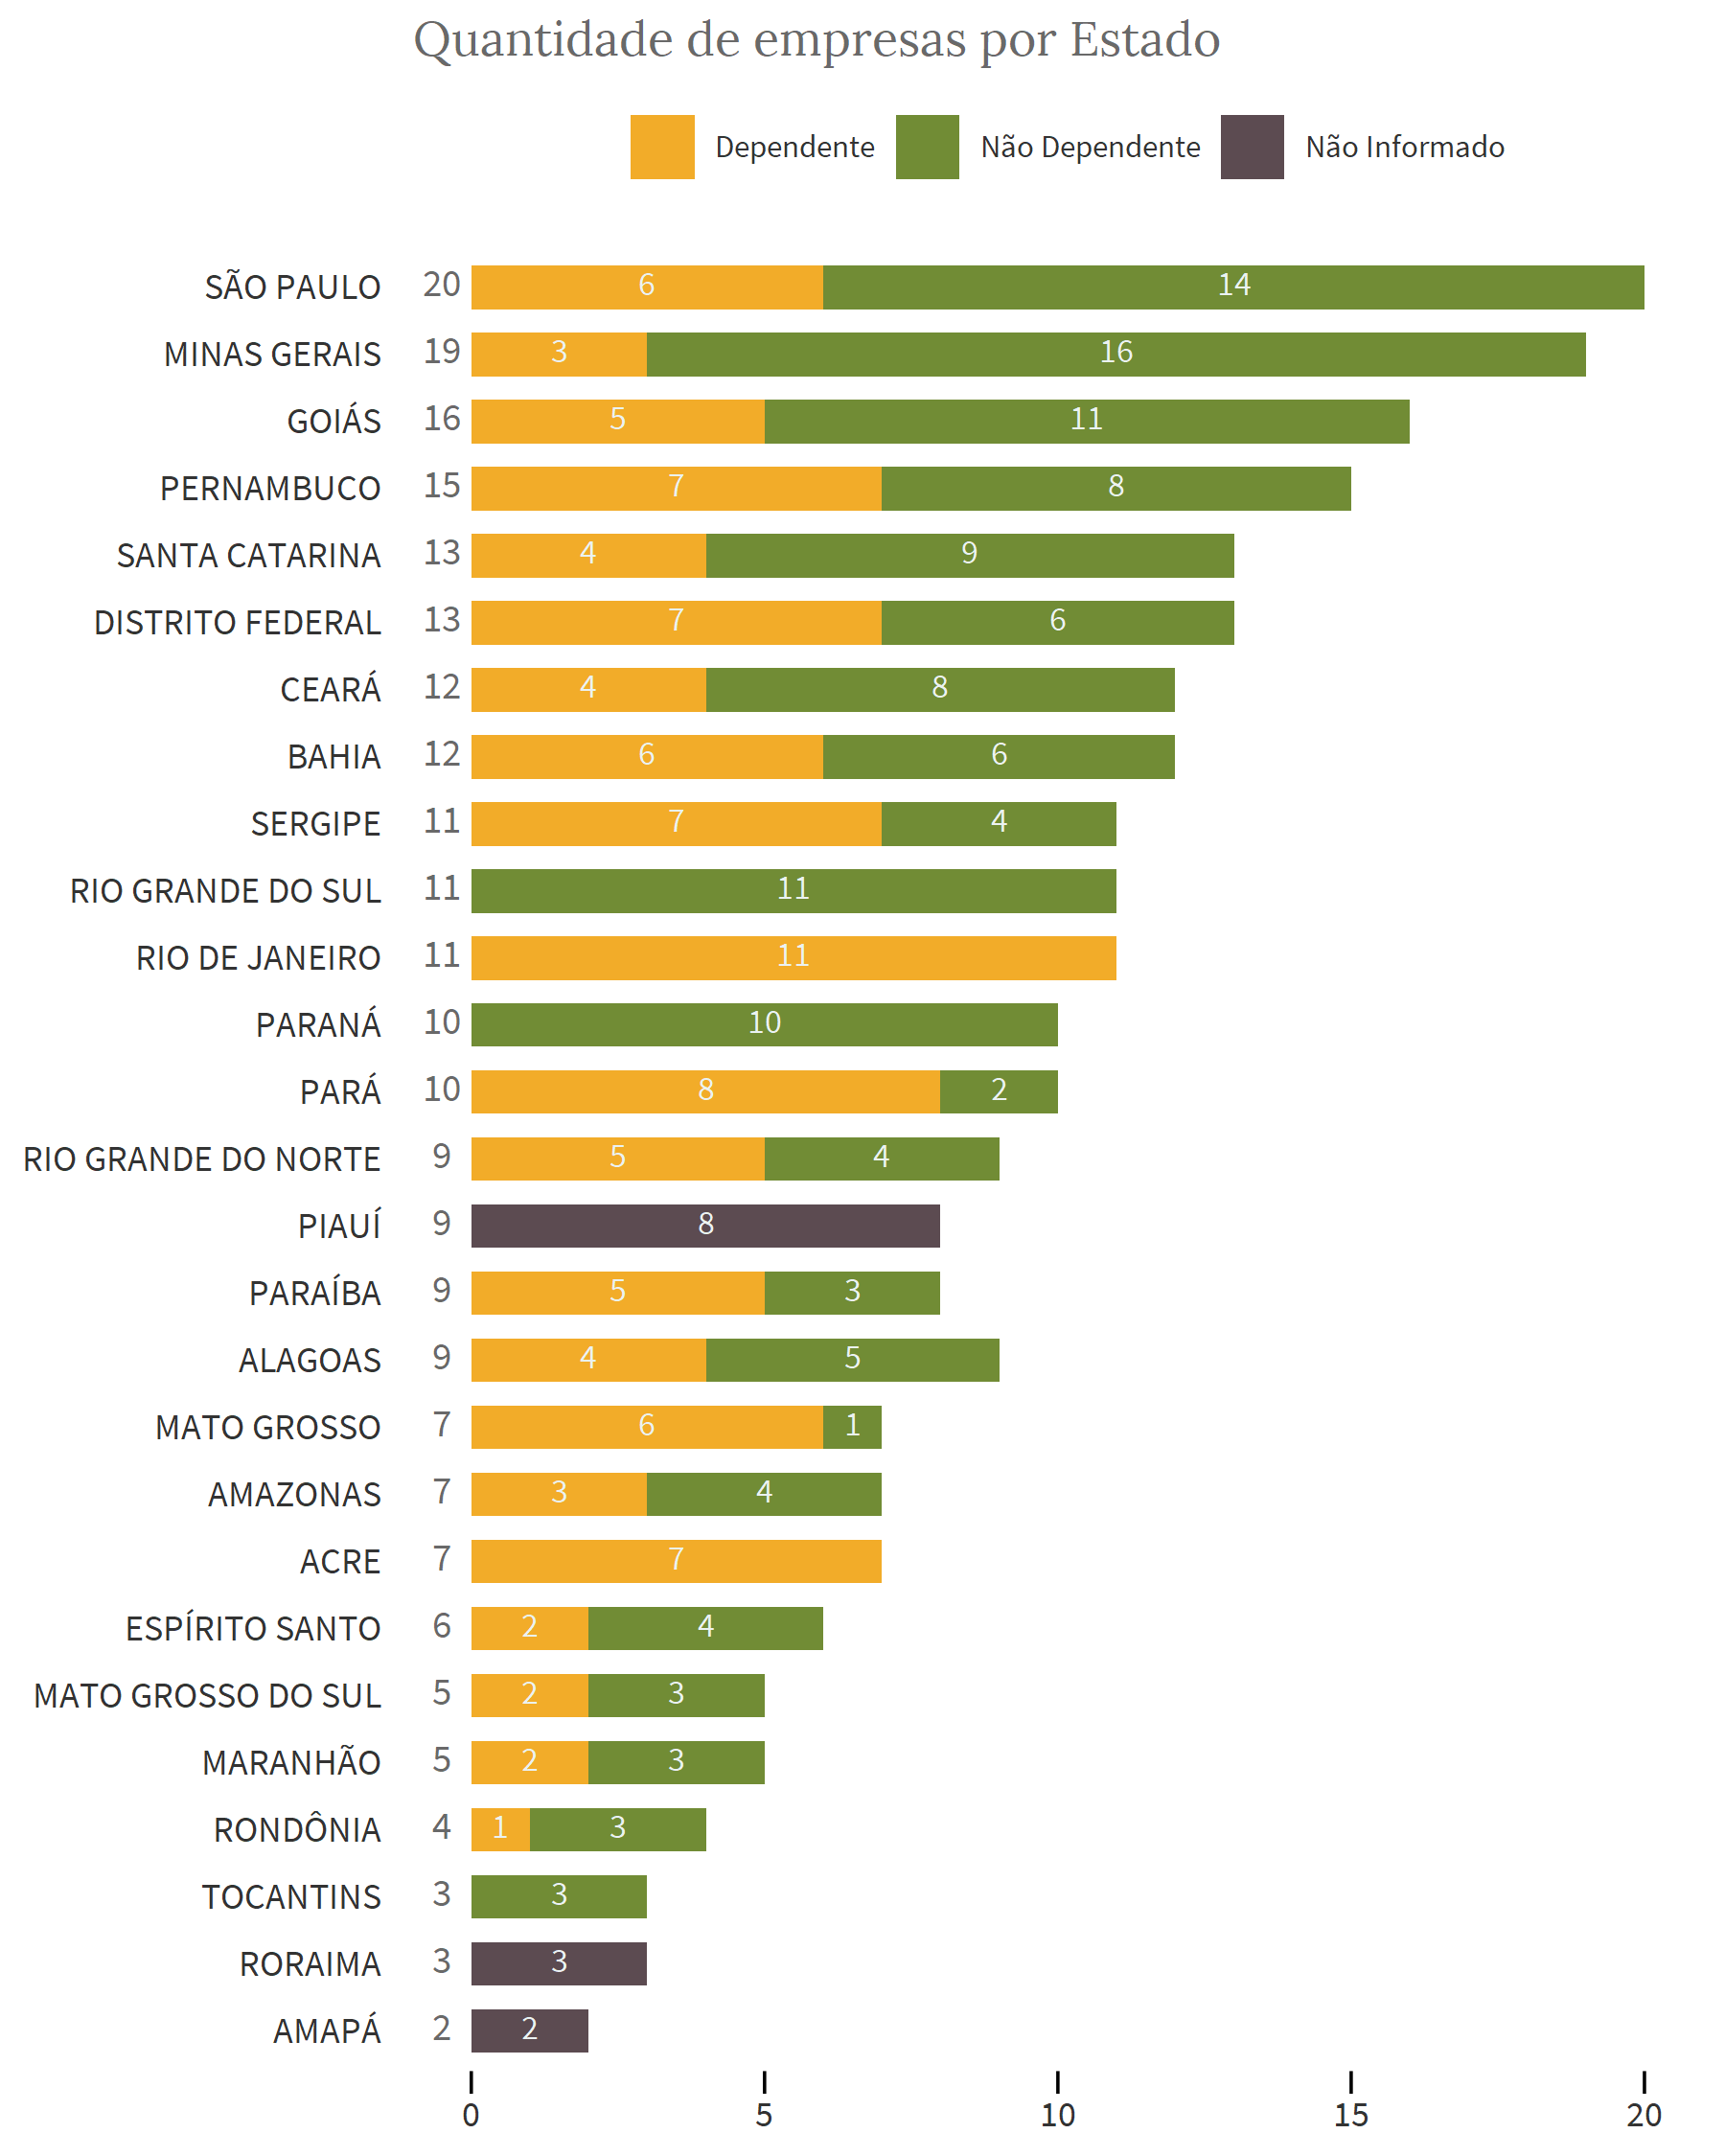 Quantidade de empresas por Estado
Dependente Não Dependente Não Informado
SÃO PAULO 20 6 14
MINAS GERAIS 19 3 16
GOIÁS 16 5 11
PERNAMBUCO 15 7 8
SANTA CATARINA 13 4 9
DISTRITO FEDERAL 13 7 6
CEARÁ 12 4 8
BAHIA 12 6 6
SERGIPE 11 7 4
RIO GRANDE DO SUL 11 11
RIO DE JANEIRO 11 11
PARANÁ 10 10
PARÁ 10 8 2
RIO GRANDE DO NORTE 9 5 4
PIAUÍ 9 8
PARAÍBA 9 5 3
ALAGOAS 9 4 5
MATO GROSSO 7 6 1
AMAZONAS 7 3 4
ACRE 7 7
ESPÍRITO SANTO 6 2 4
MATO GROSSO DO SUL 5 2 3
MARANHÃO 5 2 3
RONDÔNIA 4 1 3
TOCANTINS 3 3
RORAIMA 3 3
AMAPÁ 2 2
0 5 10 15 20